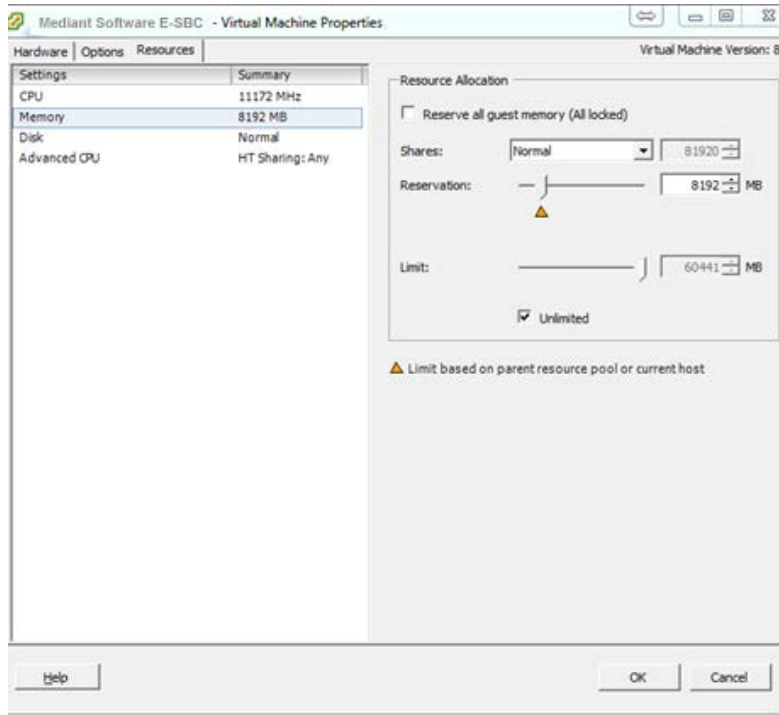 Mediant Software E-SBC - Virtual Machine Properties
Hardware Options Resources
Virtual Machine Version: 8
Settings Summary
CPU 11172 MHz
Memory 8192 MB
Disk Normal
Advanced CPU HT Sharing: Any
Resource Allocation
Reserve all guest memory (All locked)
Shares: Normal 81920
Reservation: 8192 MB
Limit: 60441 MB
Unlimited
Limit based on parent resource pool or current host
Help OK Cancel